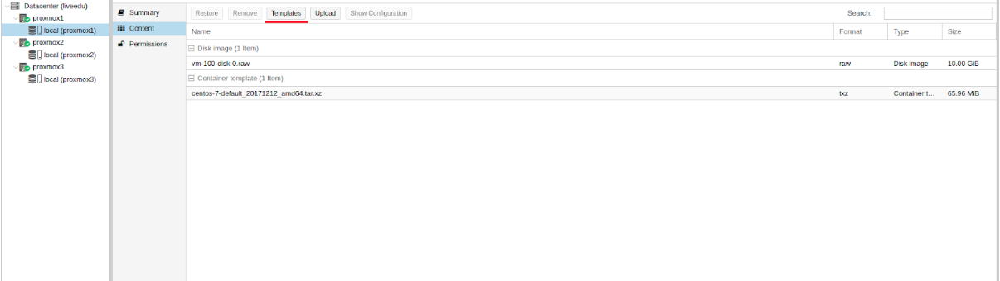 Datacenter (liveedu)
proxmox1
local (proxmox1)
proxmox2
local (proxmox2)
proxmox3
local (proxmox3)
Summary
Content
Permissions
Restore Remove Templates Upload Show Configuration Search:
Name Format Type Size
Disk image (1 Item)
vm-100-disk-0.raw raw Disk image 10.00 GiB
Container template (1 Item)
centos-7-default_20171212_amd64.tar.xz txz Container t... 65.96 MiB